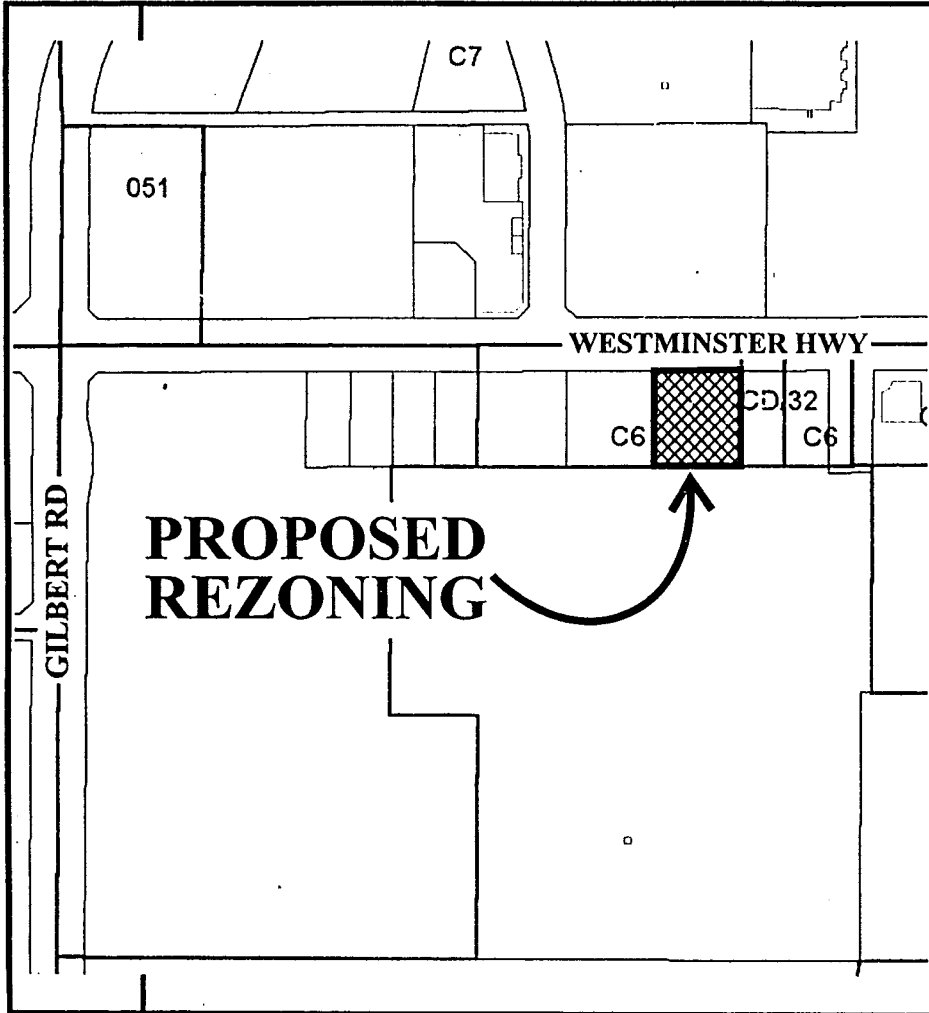 C7
051
WESTMINSTER HWY
CD/32
C6
C6
GILBERT RD
PROPOSED
REZONING